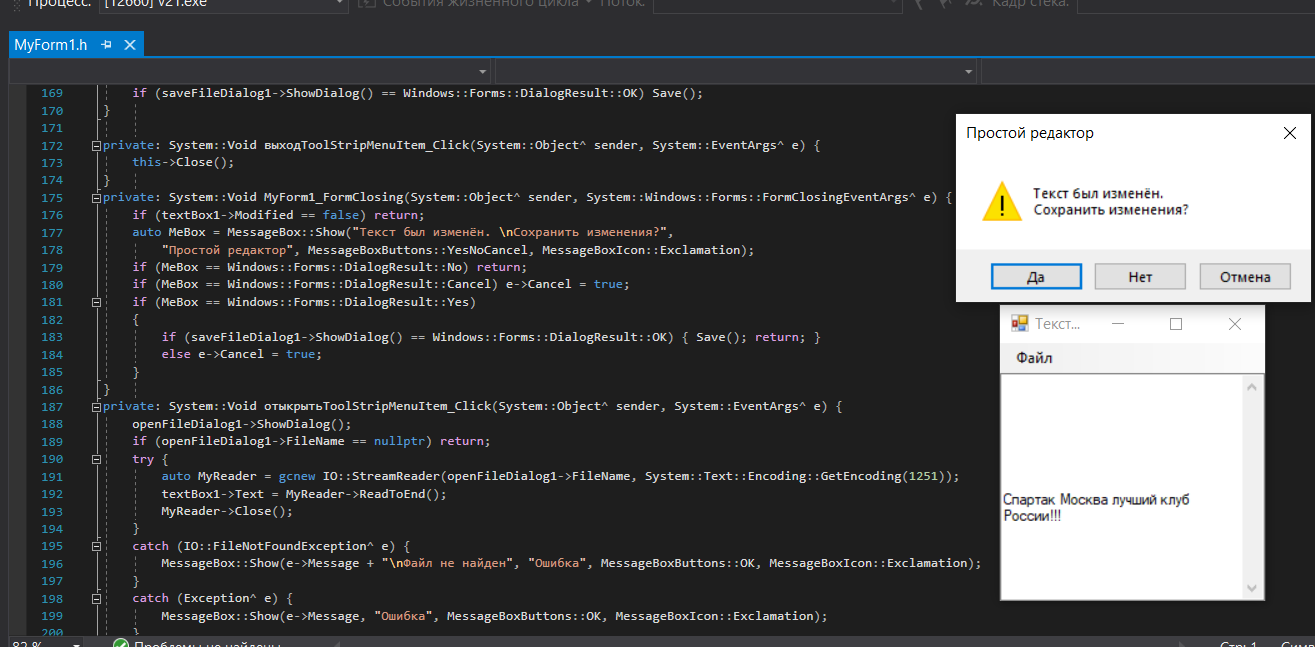 Процесс: [12660] v21.exe События жизненного цикла Поток: Кадр стека:
MyForm1.h
169 if (saveFileDialog1->ShowDialog() == Windows::Forms::DialogResult::OK) Save();
170 }
171
172 private: System::Void выходToolStripMenuItem_Click(System::Object^ sender, System::EventArgs^ e) {
173 this->Close();
174 }
175 private: System::Void MyForm1_FormClosing(System::Object^ sender, System::Windows::Forms::FormClosingEventArgs^ e) {
176 if (textBox1->Modified == false) return;
177 auto MeBox = MessageBox::Show("Текст был изменён. \nСохранить изменения?",
178 "Простой редактор", MessageBoxButtons::YesNoCancel, MessageBoxIcon::Exclamation);
179 if (MeBox == Windows::Forms::DialogResult::No) return;
180 if (MeBox == Windows::Forms::DialogResult::Cancel) e->Cancel = true;
181 if (MeBox == Windows::Forms::DialogResult::Yes)
182 {
183 if (saveFileDialog1->ShowDialog() == Windows::Forms::DialogResult::OK) { Save(); return; }
184 else e->Cancel = true;
185 }
186 }
187 private: System::Void отыкрытьToolStripMenuItem_Click(System::Object^ sender, System::EventArgs^ e) {
188 openFileDialog1->ShowDialog();
189 if (openFileDialog1->FileName == nullptr) return;
190 try {
191 auto MyReader = gcnew IO::StreamReader(openFileDialog1->FileName, System::Text::Encoding::GetEncoding(1251));
192 textBox1->Text = MyReader->ReadToEnd();
193 MyReader->Close();
194 }
195 catch (IO::FileNotFoundException^ e) {
196 MessageBox::Show(e->Message + "\nФайл не найден", "Ошибка", MessageBoxButtons::OK, MessageBoxIcon::Exclamation);
197 }
198 catch (Exception^ e) {
199 MessageBox::Show(e->Message, "Ошибка", MessageBoxButtons::OK, MessageBoxIcon::Exclamation);
200 }
Простой редактор
Текст был изменён.
Сохранить изменения?
Да Нет Отмена
Текст...
Файл
Спартак Москва лучший клуб
России!!!
82 % Проблемы не найдены Стр: 1